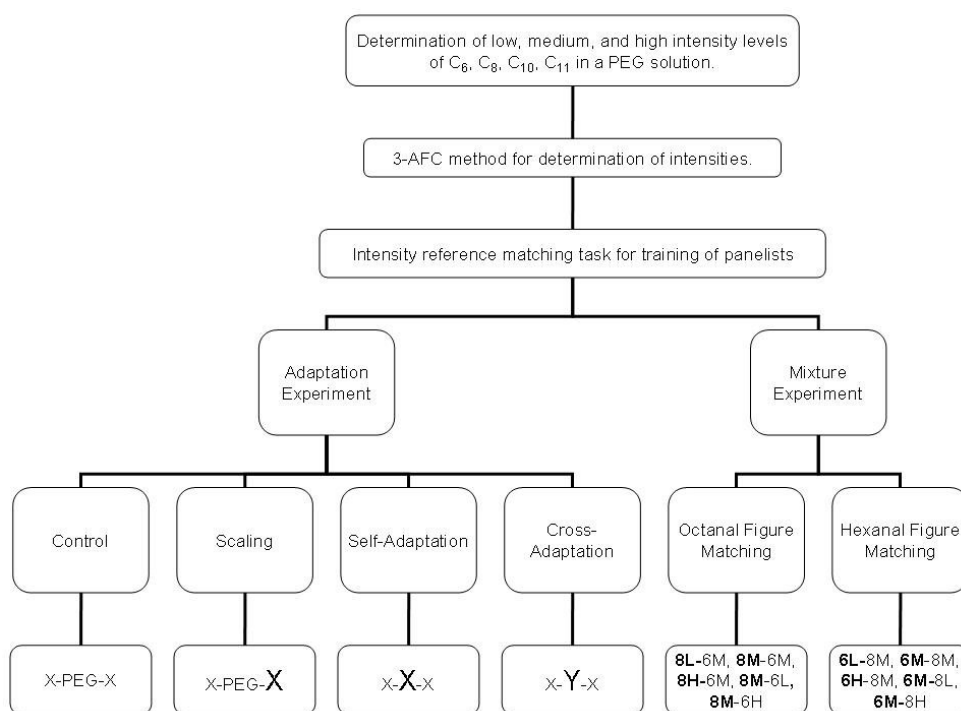 Determination of low, medium, and high intensity levels
of C₆, C₈, C₁₀, C₁₁ in a PEG solution.
3-AFC method for determination of intensities.
Intensity reference matching task for training of panelists
Adaptation
Experiment
Mixture
Experiment
Control
Scaling
Self-Adaptation
Cross-
Adaptation
Octanal Figure
Matching
Hexanal Figure
Matching
X-PEG-X
X-PEG-X
X-X-X
X-Y-X
8L-6M, 8M-6M,
8H-6M, 8M-6L,
8M-6H
6L-8M, 6M-8M,
6H-8M, 6M-8L,
6M-8H